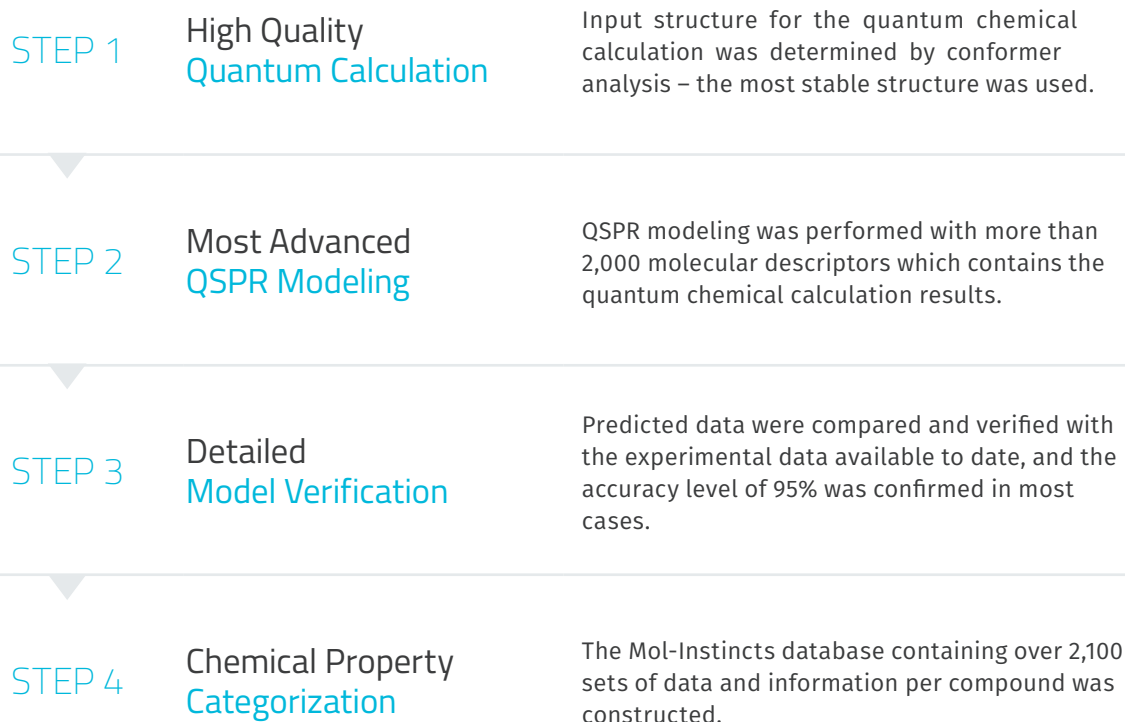 STEP 1
High Quality
Quantum Calculation
Input structure for the quantum chemical
calculation was determined by conformer
analysis – the most stable structure was used.
STEP 2
Most Advanced
QSPR Modeling
QSPR modeling was performed with more than
2,000 molecular descriptors which contains the
quantum chemical calculation results.
STEP 3
Detailed
Model Verification
Predicted data were compared and verified with
the experimental data available to date, and the
accuracy level of 95% was confirmed in most
cases.
STEP 4
Chemical Property
Categorization
The Mol-Instincts database containing over 2,100
sets of data and information per compound was
constructed.